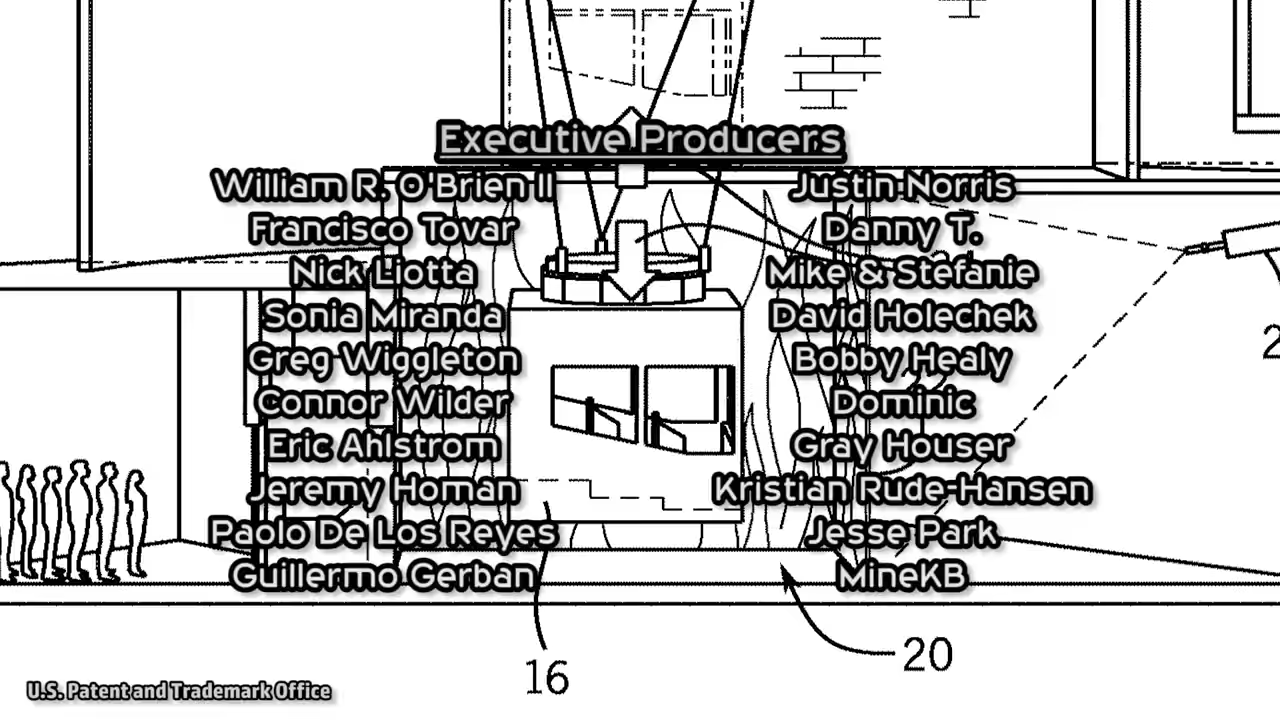 Executive Producers
William R. O'Brien II
Francisco Tovar
Nick Liotta
Sonia Miranda
Greg Wiggleton
Connor Wilder
Eric Ahlstrom
Jeremy Homan
Paolo De Los Reyes
Guillermo Gerban
Justin Norris
Danny T.
Mike & Stefanie
David Holechek
Bobby Healy
Dominic
Gray Houser
Kristian Rude-Hansen
Jesse Park
MineKB
16
20
U.S. Patent and Trademark Office